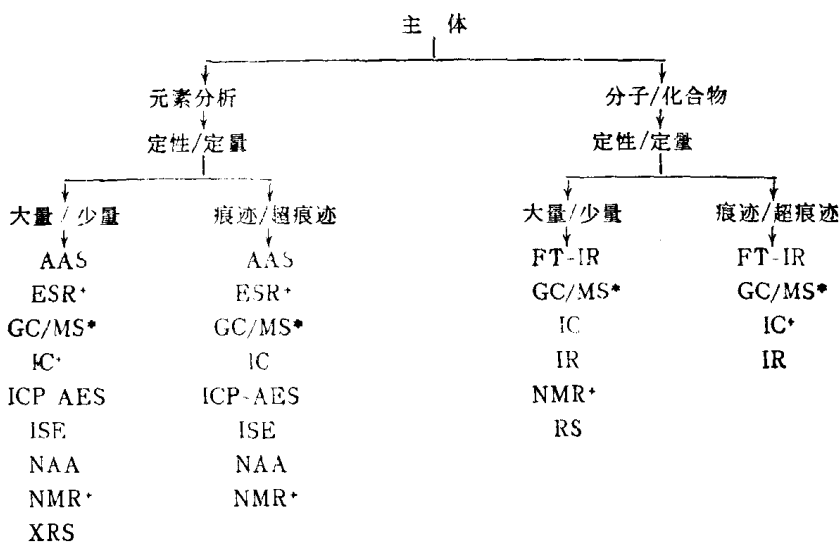 主 体
元素分析 分子/化合物
定性/定量 定性/定量
大量/少量 痕迹/超痕迹 大量/少量 痕迹/超痕迹
AAS AAS FT-IR FT-IR
ESR⁺ ESR⁺ GC/MS* GC/MS*
GC/MS* GC/MS* IC IC⁺
IC⁺ IC IR IR
ICP AES ICP-AES NMR⁺
ISE ISE RS
NAA NAA
NMR⁺ NMR⁺
XRS